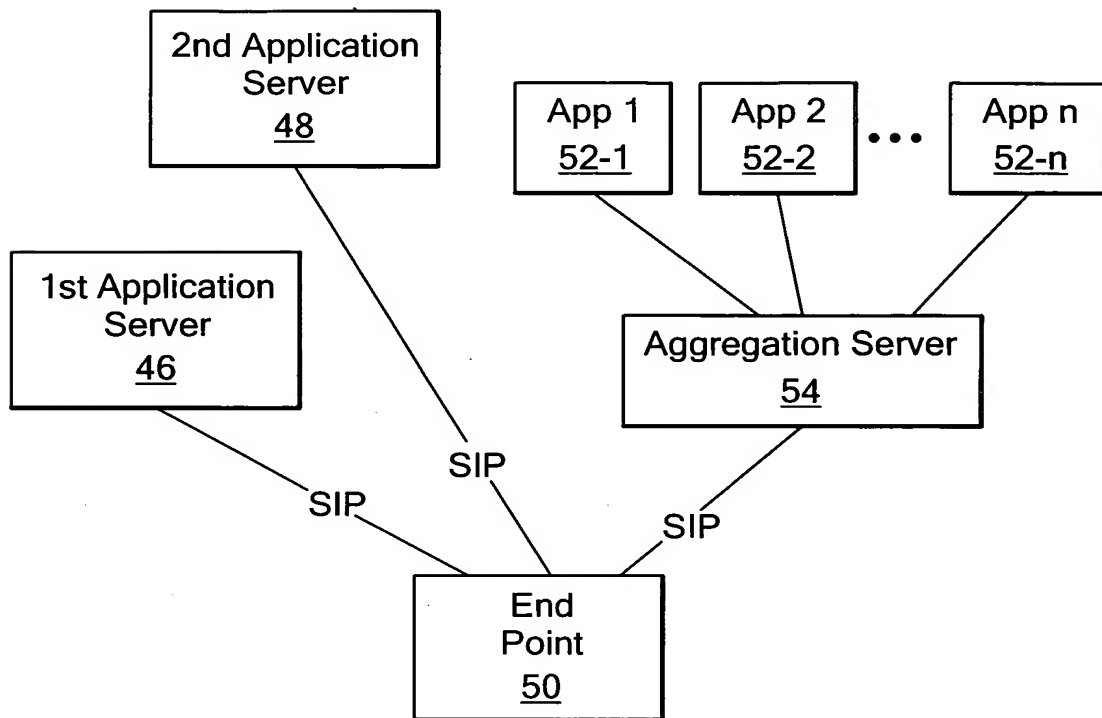 2nd Application
Server
48
App 1
52-1
App 2
52-2
•••
App n
52-n
1st Application
Server
46
Aggregation Server
54
SIP
SIP
SIP
End
Point
50